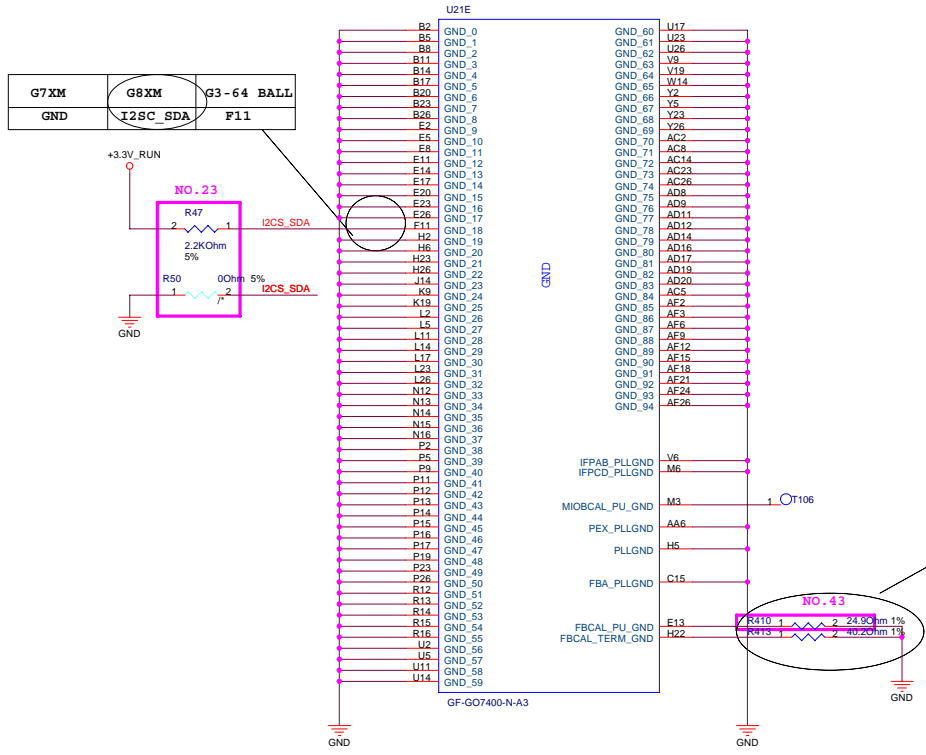 U21E
G7XM G8XM G3-64 BALL
GND I2SC_SDA F11
+3.3V_RUN
NO.23
R47
2 1 I2CS_SDA
2.2KOhm
5%
R50 0Ohm 5%
1 2 I2CS_SDA
/*
GND
B2 GND_0
B5 GND_1
B8 GND_2
B11 GND_3
B14 GND_4
B17 GND_5
B20 GND_6
B23 GND_7
B26 GND_8
E2 GND_9
E5 GND_10
E8 GND_11
E11 GND_12
E14 GND_13
E17 GND_14
E20 GND_15
E23 GND_16
E26 GND_17
F11 GND_18
H2 GND_19
H6 GND_20
H23 GND_21
H26 GND_22
J14 GND_23
K9 GND_24
K19 GND_25
L2 GND_26
L5 GND_27
L11 GND_28
L14 GND_29
L17 GND_30
L23 GND_31
L26 GND_32
N12 GND_33
N13 GND_34
N14 GND_35
N15 GND_36
N16 GND_37
P2 GND_38
P5 GND_39
P9 GND_40
P11 GND_41
P12 GND_42
P13 GND_43
P14 GND_44
P15 GND_45
P16 GND_46
P17 GND_47
P19 GND_48
P23 GND_49
P26 GND_50
R12 GND_51
R13 GND_52
R14 GND_53
R15 GND_54
R16 GND_55
U2 GND_56
U5 GND_57
U11 GND_58
U14 GND_59
GND
GND
GND_60 U17
GND_61 U23
GND_62 U26
GND_63 V9
GND_64 V19
GND_65 W14
GND_66 Y2
GND_67 Y5
GND_68 Y23
GND_69 Y26
GND_70 AC2
GND_71 AC8
GND_72 AC14
GND_73 AC23
GND_74 AC26
GND_75 AD8
GND_76 AD9
GND_77 AD11
GND_78 AD12
GND_79 AD14
GND_80 AD16
GND_81 AD17
GND_82 AD19
GND_83 AD20
GND_84 AC5
GND_85 AF2
GND_86 AF3
GND_87 AF6
GND_88 AF9
GND_89 AF12
GND_90 AF15
GND_91 AF18
GND_92 AF21
GND_93 AF24
GND_94 AF26
IFPAB_PLLGND V6
IFPCD_PLLGND M6
MIOBCAL_PU_GND M3 1 T106
PEX_PLLGND AA6
PLLGND H5
FBA_PLLGND C15
NO.43
FBCAL_PU_GND E13 R410 1 2 24.9Ohm 1%
FBCAL_TERM_GND H22 R413 1 2 40.2Ohm 1%
GND
GF-GO7400-N-A3
GND